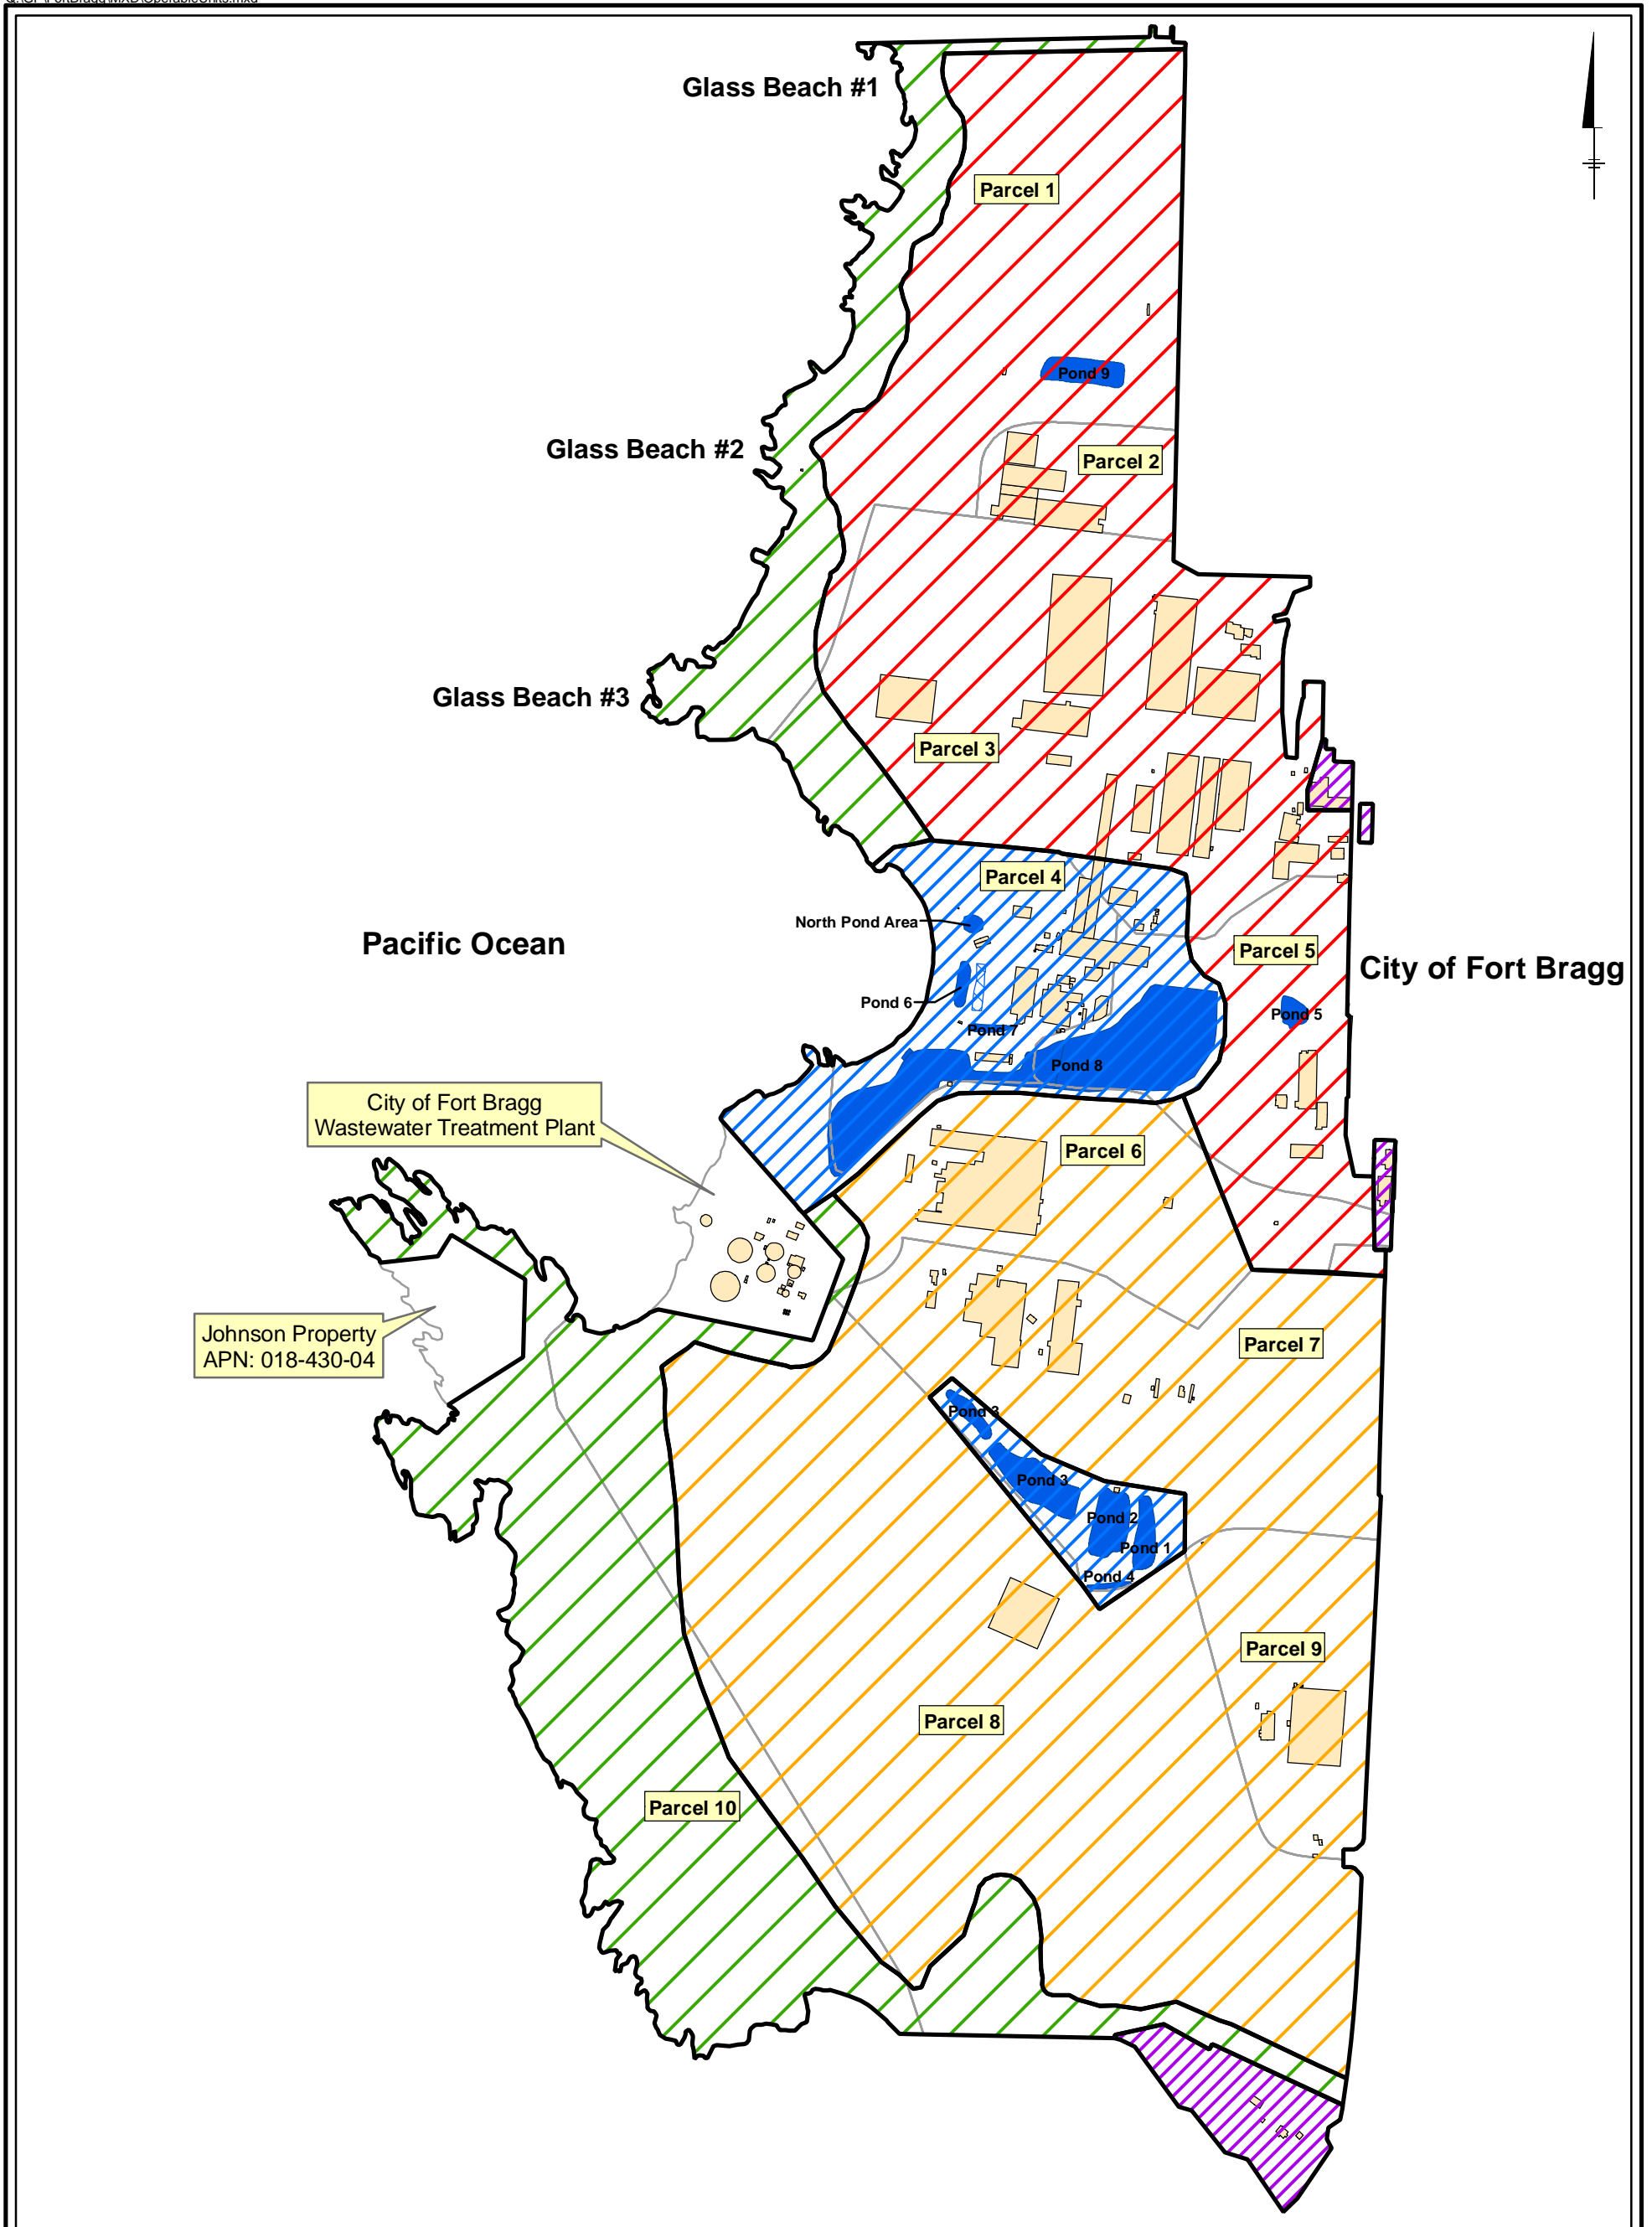 Glass Beach #1
Parcel 1
Pond 9
Glass Beach #2
Parcel 2
Glass Beach #3
Parcel 3
Parcel 4
North Pond Area
Pacific Ocean
Parcel 5
City of Fort Bragg
Pond 6
Pond 5
Pond 7
Pond 8
City of Fort Bragg
Wastewater Treatment Plant
Parcel 6
Johnson Property
APN: 018-430-04
Parcel 7
Pond 3
Pond 3
Pond 2
Pond 1
Pond 4
Parcel 9
Parcel 8
Parcel 10